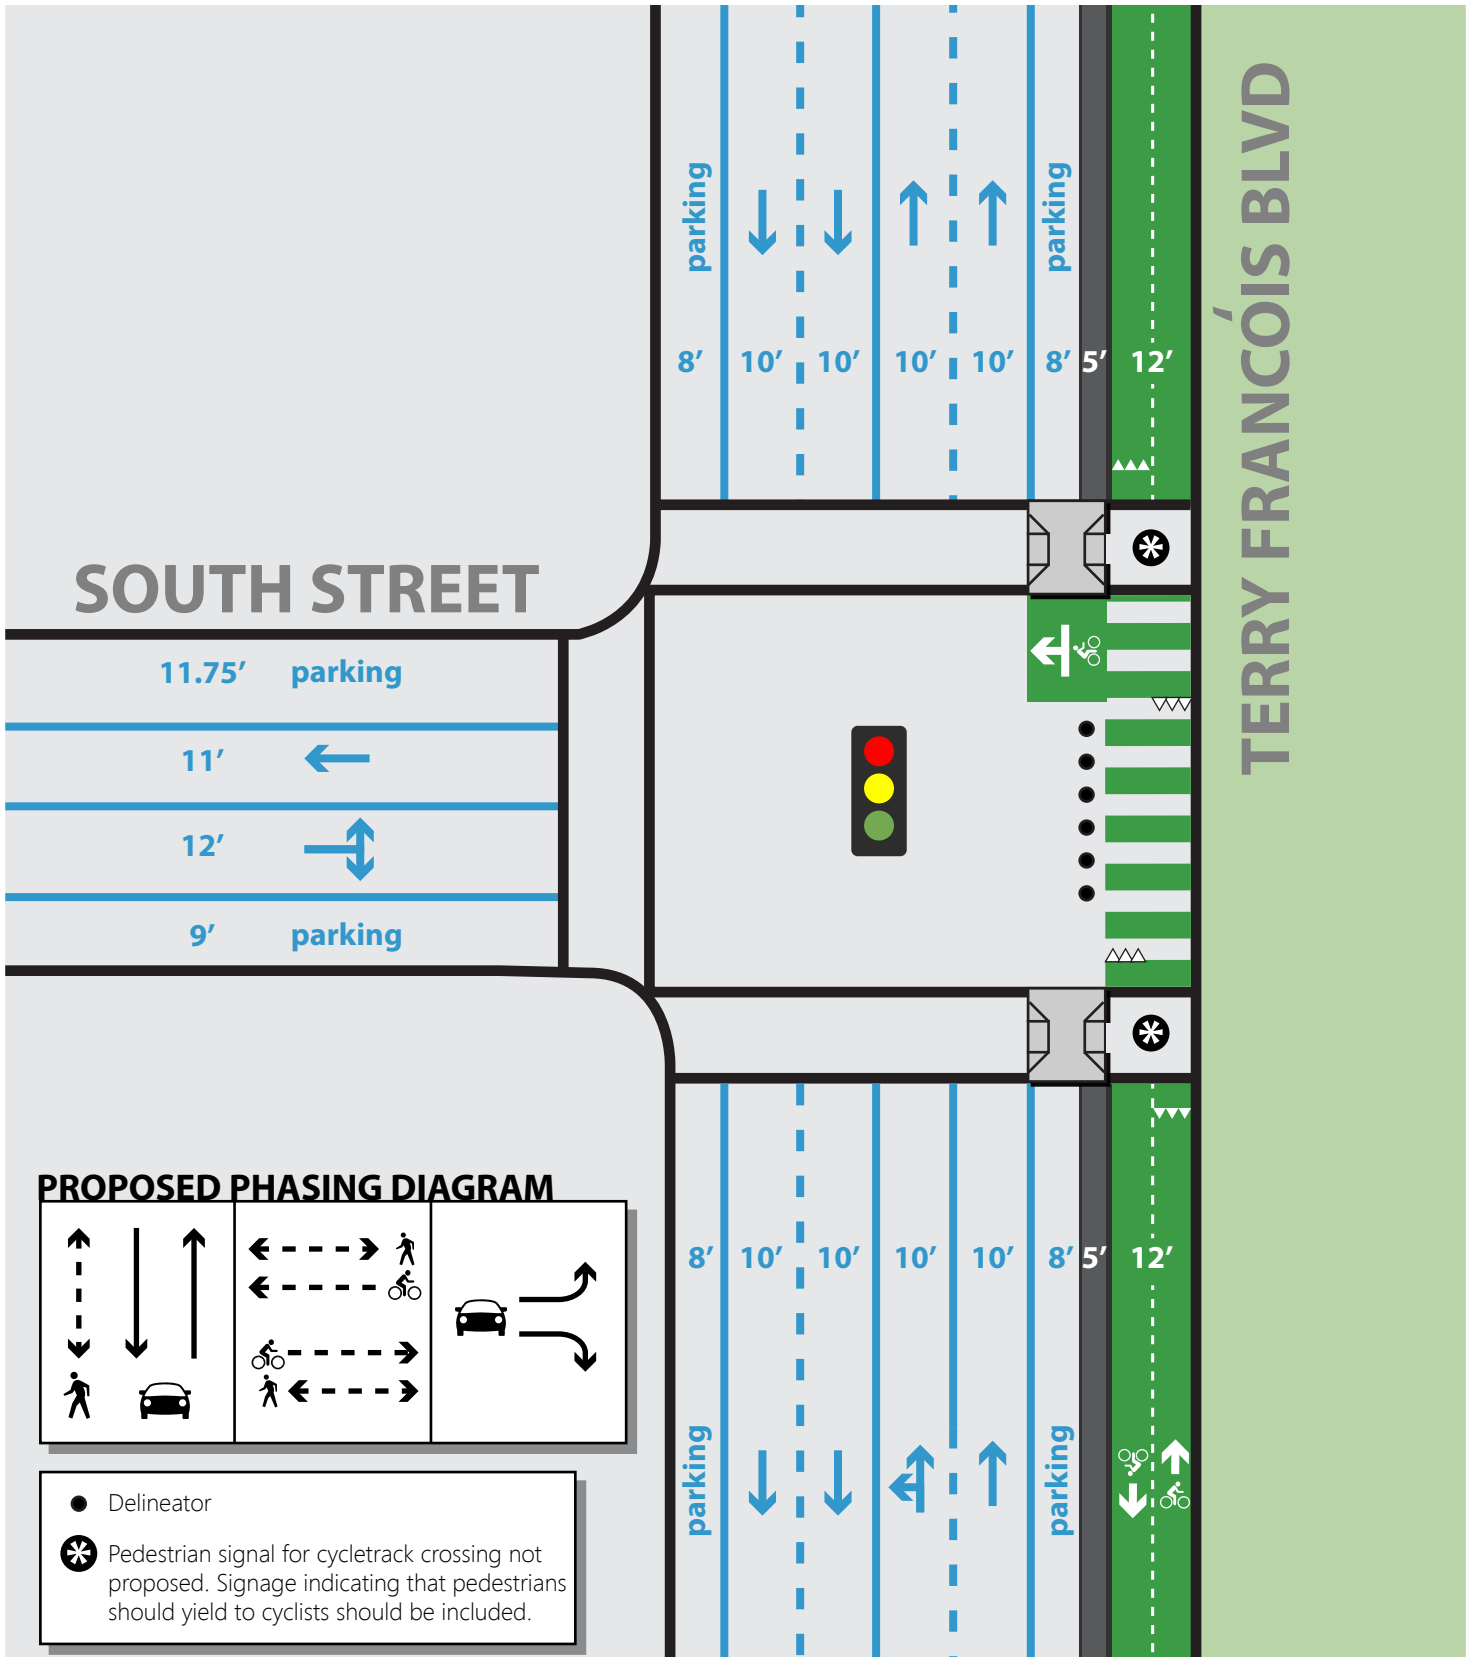 parking
parking
8’ 10’ 10’ 10’ 10’ 8’ 5’ 12’
TERRY FRANCÓIS BLVD
SOUTH STREET
11.75’ parking
11’
12’
9’ parking
PROPOSED PHASING DIAGRAM
8’ 10’ 10’ 10’ 10’ 8’ 5’ 12’
parking
parking
Delineator
Pedestrian signal for cycletrack crossing not
proposed. Signage indicating that pedestrians
should yield to cyclists should be included.